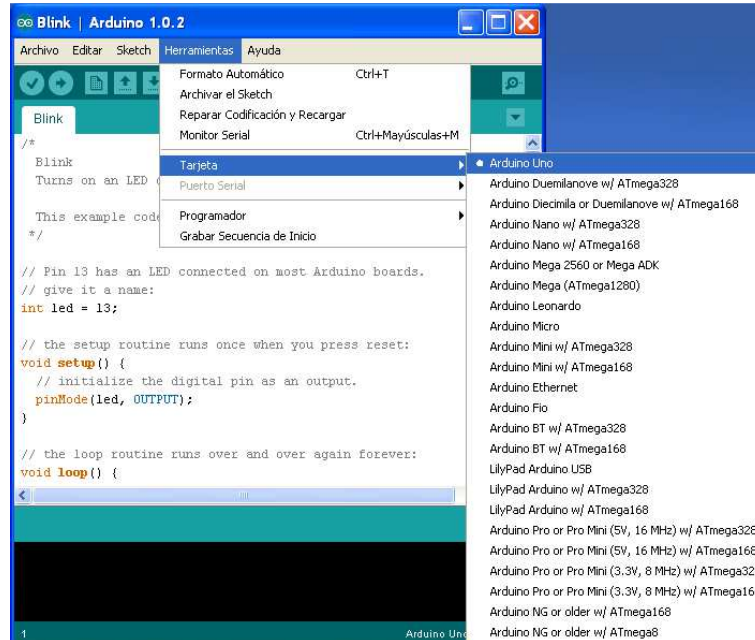 Blink | Arduino 1.0.2
Archivo Editar Sketch Herramientas Ayuda
Formato Automático Ctrl+T
Archivar el Sketch
Reparar Codificación y Recargar
Monitor Serial Ctrl+Mayúsculas+M
Tarjeta
Puerto Serial
Programador
Grabar Secuencia de Inicio
Arduino Uno
Arduino Duemilanove w/ ATmega328
Arduino Diecimila or Duemilanove w/ ATmega168
Arduino Nano w/ ATmega328
Arduino Nano w/ ATmega168
Arduino Mega 2560 or Mega ADK
Arduino Mega (ATmega1280)
Arduino Leonardo
Arduino Micro
Arduino Mini w/ ATmega328
Arduino Mini w/ ATmega168
Arduino Ethernet
Arduino Fio
Arduino BT w/ ATmega328
Arduino BT w/ ATmega168
LilyPad Arduino USB
LilyPad Arduino w/ ATmega328
LilyPad Arduino w/ ATmega168
Arduino Pro or Pro Mini (5V, 16 MHz) w/ ATmega328
Arduino Pro or Pro Mini (5V, 16 MHz) w/ ATmega168
Arduino Pro or Pro Mini (3.3V, 8 MHz) w/ ATmega32
Arduino Pro or Pro Mini (3.3V, 8 MHz) w/ ATmega16
Arduino NG or older w/ ATmega168
Arduino NG or older w/ ATmega8
Blink
/*
Blink
Turns on an LED
This example code
*/
// Pin 13 has an LED connected on most Arduino boards.
// give it a name:
int led = 13;
// the setup routine runs once when you press reset:
void setup() {
// initialize the digital pin as an output.
pinMode(led, OUTPUT);
}
// the loop routine runs over and over again forever:
void loop() {
1 Arduino Uno